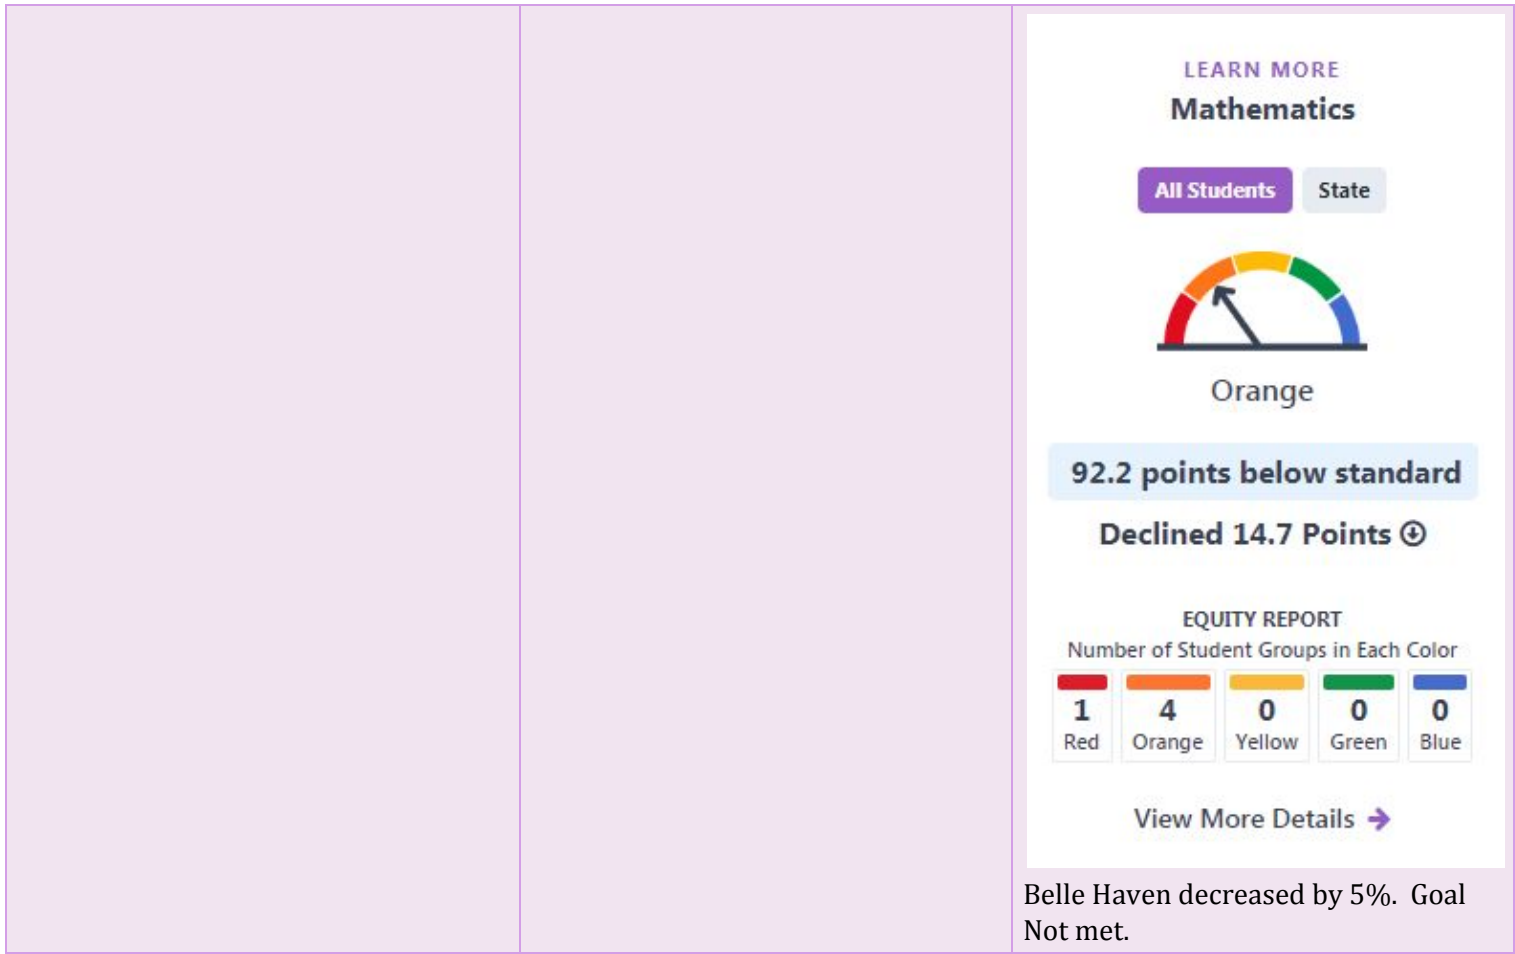 LEARN MORE
Mathematics
All Students State
Orange
92.2 points below standard
Declined 14.7 Points
EQUITY REPORT
Number of Student Groups in Each Color
1 4 0 0 0
Red Orange Yellow Green Blue
View More Details
Belle Haven decreased by 5%.  Goal
Not met.